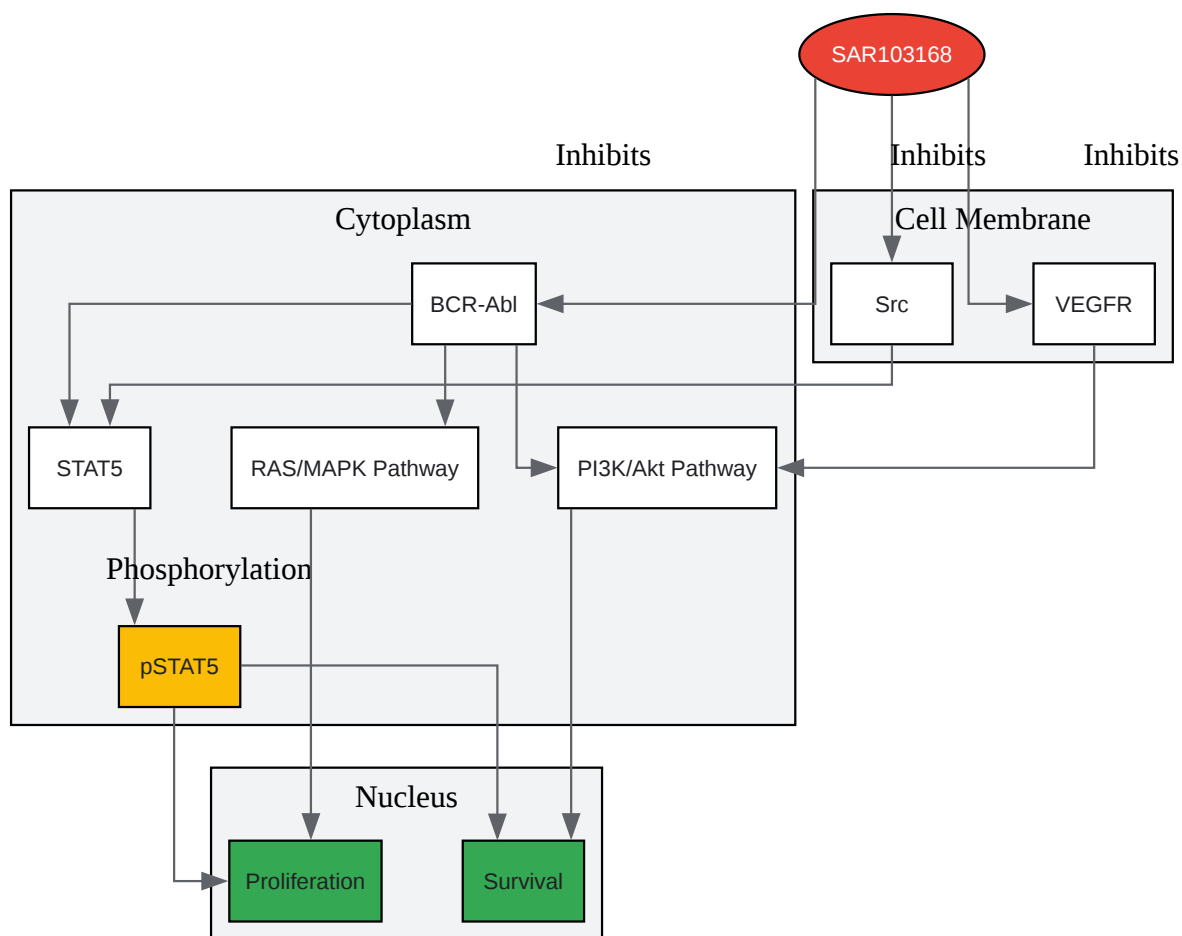 SAR103168
Inhibits
Inhibits
Inhibits
Cytoplasm
Cell Membrane
BCR-Abl
Src
VEGFR
STAT5
RAS/MAPK Pathway
PI3K/Akt Pathway
Phosphorylation
pSTAT5
Nucleus
Proliferation
Survival